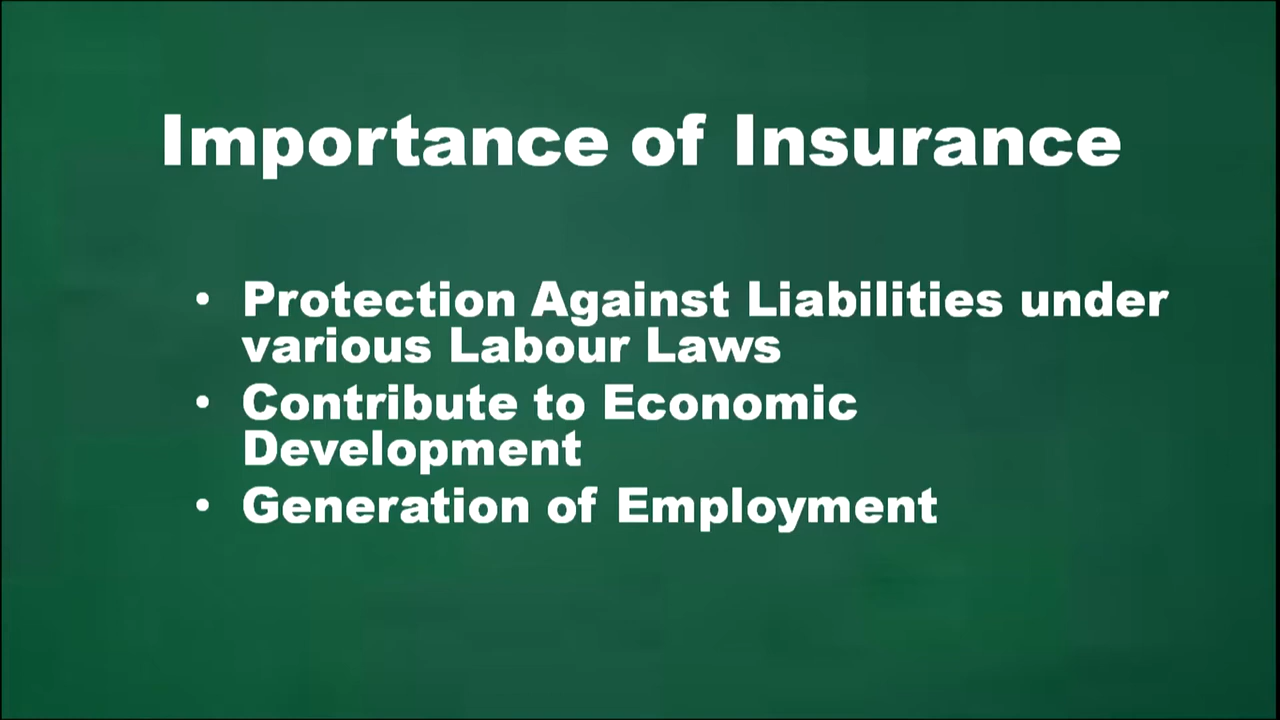 Importance of Insurance
• Protection Against Liabilities under
various Labour Laws
• Contribute to Economic
Development
• Generation of Employment